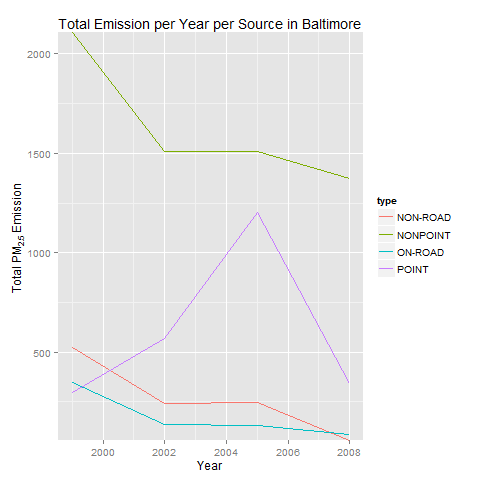 Total Emission per Year per Source in Baltimore
2000
1500
1000
500
Total PM2.5 Emission
2000 2002 2004 2006 2008
Year
type
NON-ROAD
NONPOINT
ON-ROAD
POINT